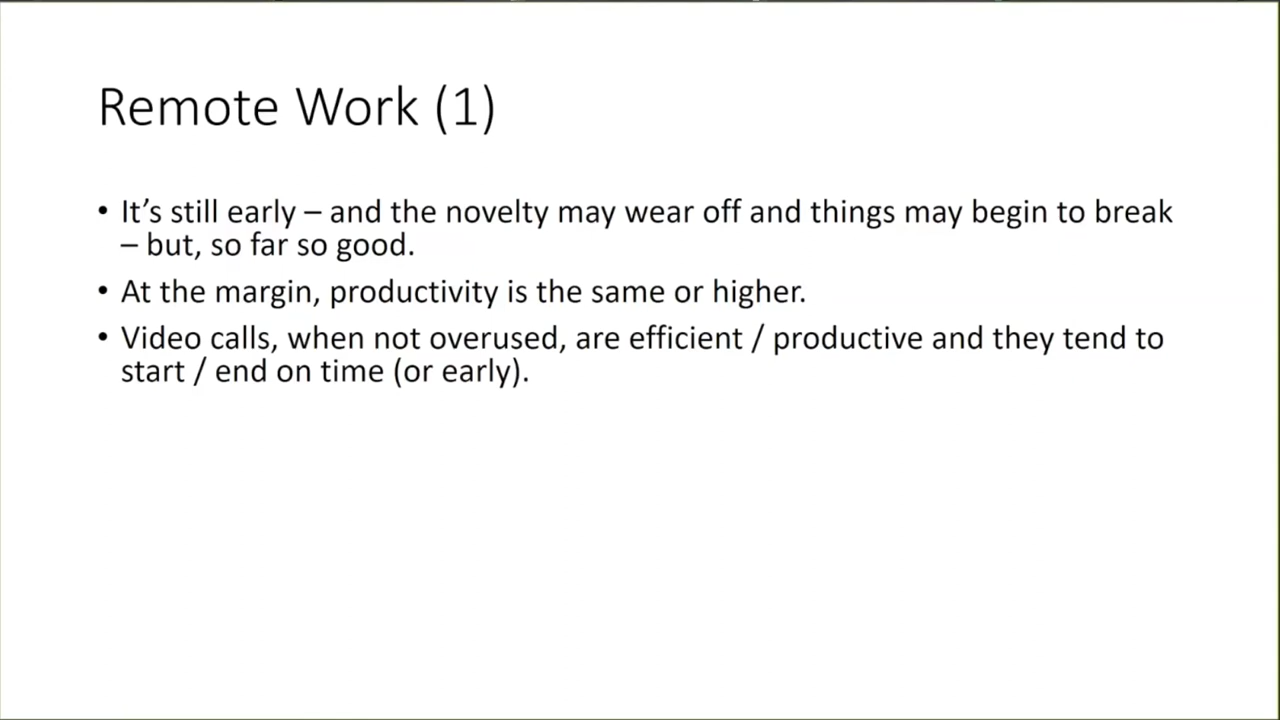 Remote Work (1)
• It’s still early – and the novelty may wear off and things may begin to break
– but, so far so good.
• At the margin, productivity is the same or higher.
• Video calls, when not overused, are efficient / productive and they tend to
start / end on time (or early).